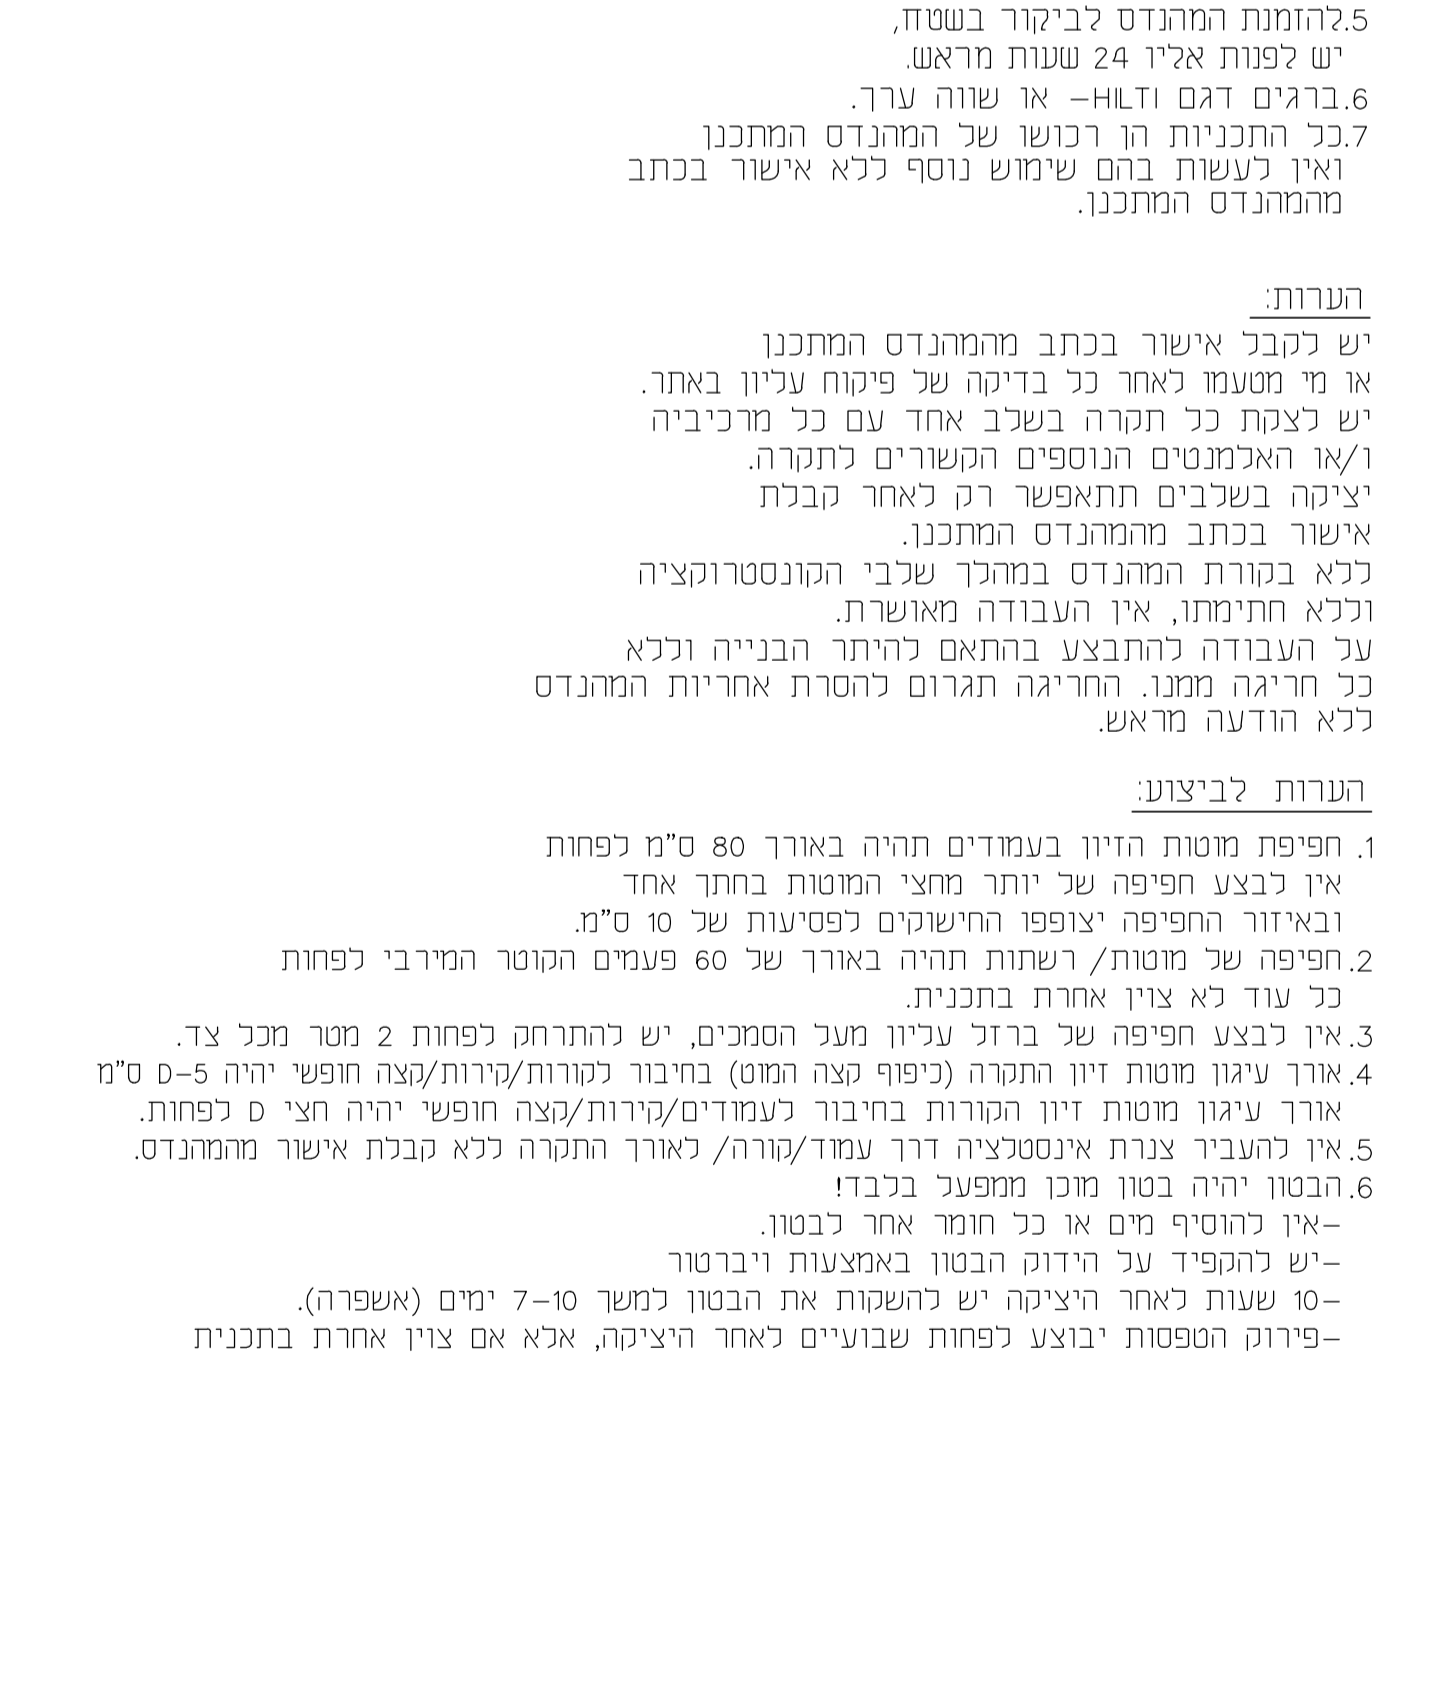 5.להזמנת המהנדס לביקור בשטח,
יש לפנות אליו 24 שעות מראש.
6.ברגים דגם HILTI- או שווה ערך.
7.כל התכניות הן רכושו של המהנדס המתכנן
ואין לעשות בהם שימוש נוסף ללא אישור בכתב
מהמהנדס המתכנן.
הערות:
יש לקבל אישור בכתב מהמהנדס המתכנן
או מי מטעמו לאחר כל בדיקה של פיקוח עליון באתר.
יש לצקת כל תקרה בשלב אחד עם כל מרכיביה
ו/או האלמנטים הנוספים הקשורים לתקרה.
יציקה בשלבים תתאפשר רק לאחר קבלת
אישור בכתב מהמהנדס המתכנן.
ללא בקורת המהנדס במהלך שלבי הקונסטרוקציה
וללא חתימתו, אין העבודה מאושרת.
על העבודה להתבצע בהתאם להיתר הבנייה וללא
כל חריגה ממנו. החריגה תגרום להסרת אחריות המהנדס
ללא הודעה מראש.
הערות לביצוע:
1. חפיפת מוטות הזיון בעמודים תהיה באורך 80 ס"מ לפחות
אין לבצע חפיפה של יותר מחצי המוטות בחתך אחד
ובאיזור החפיפה יצופפו החישוקים לפסיעות של 10 ס"מ.
2.חפיפה של מוטות/ רשתות תהיה באורך של 60 פעמים הקוטר המירבי לפחות
כל עוד לא צוין אחרת בתכנית.
3.אין לבצע חפיפה של ברזל עליון מעל הסמכים, יש להתרחק לפחות 2 מטר מכל צד.
4.אורך עיגון מוטות זיון התקרה (כיפוף קצה המוט) בחיבור לקורות/קירות/קצה חופשי יהיה D-5 ס"מ
אורך עיגון מוטות זיון הקורות בחיבור לעמודים/קירות/קצה חופשי יהיה חצי D לפחות.
5.אין להעביר צנרת אינסטלציה דרך עמוד/קורה/ לאורך התקרה ללא קבלת אישור מהמהנדס.
6.הבטון יהיה בטון מוכן ממפעל בלבד!
-אין להוסיף מים או כל חומר אחר לבטון.
-יש להקפיד על הידוק הבטון באמצעות ויברטור
-10 שעות לאחר היציקה יש להשקות את הבטון למשך 7-10 ימים (אשפרה).
-פירוק הטפסות יבוצע לפחות שבועיים לאחר היציקה, אלא אם צוין אחרת בתכנית